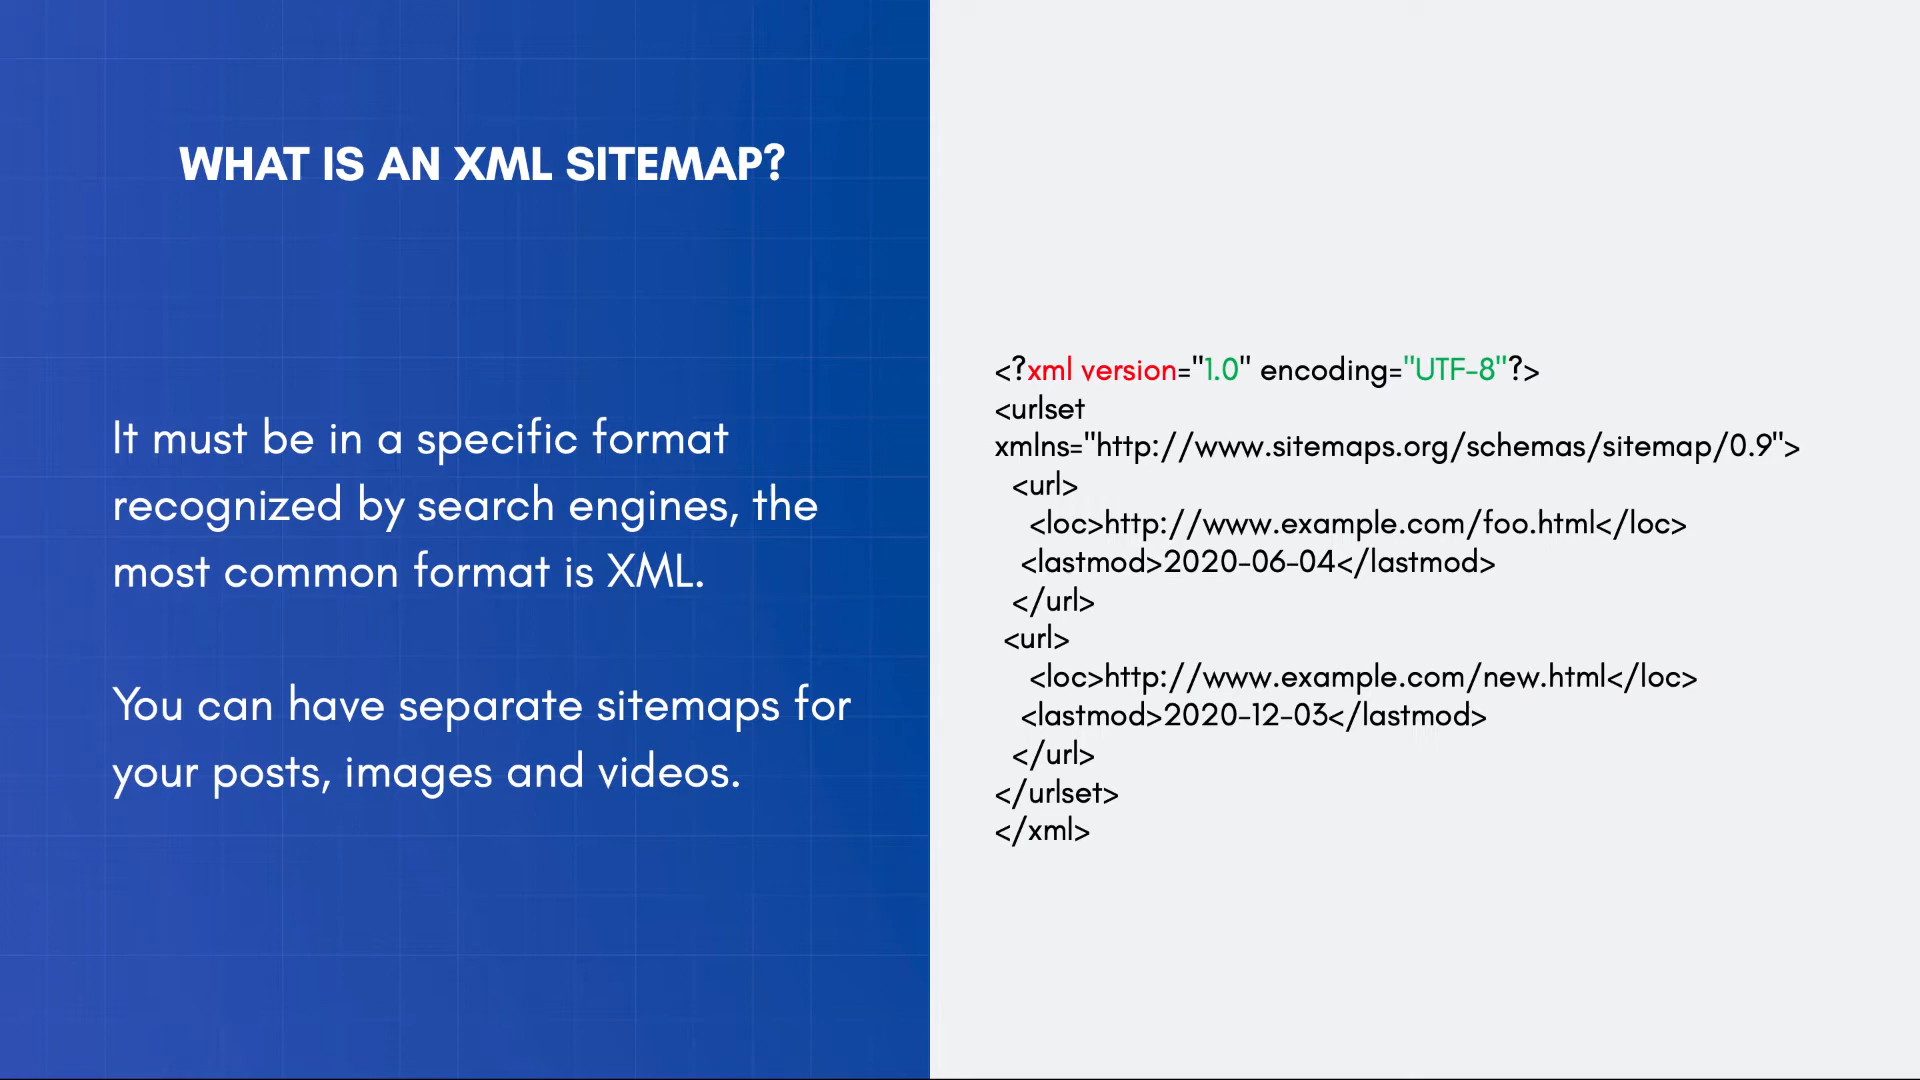 WHAT IS AN XML SITEMAP?
It must be in a specific format
recognized by search engines, the
most common format is XML.
You can have separate sitemaps for
your posts, images and videos.
<?xml version="1.0" encoding="UTF-8"?>
<urlset
xmlns="http://www.sitemaps.org/schemas/sitemap/0.9">
<url>
<loc>http://www.example.com/foo.html</loc>
<lastmod>2020-06-04</lastmod>
</url>
<url>
<loc>http://www.example.com/new.html</loc>
<lastmod>2020-12-03</lastmod>
</url>
</urlset>
</xml>